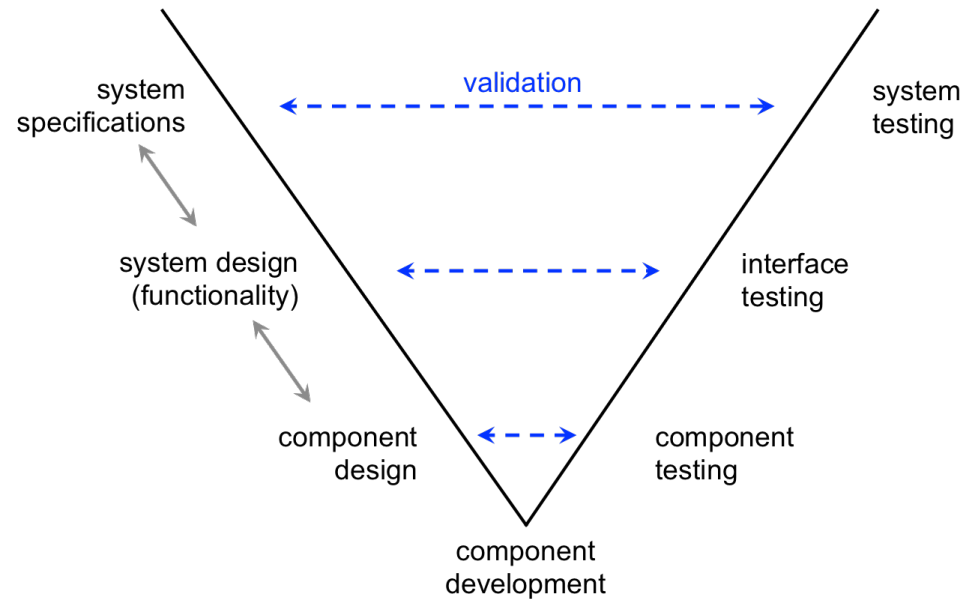 validation
system
specifications
system
testing
system design
(functionality)
interface
testing
component
design
component
testing
component
development